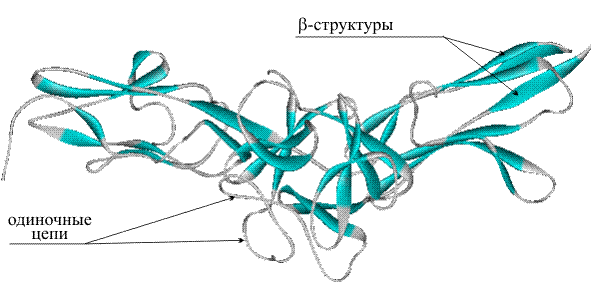 β-структуры
одиночные
цепи